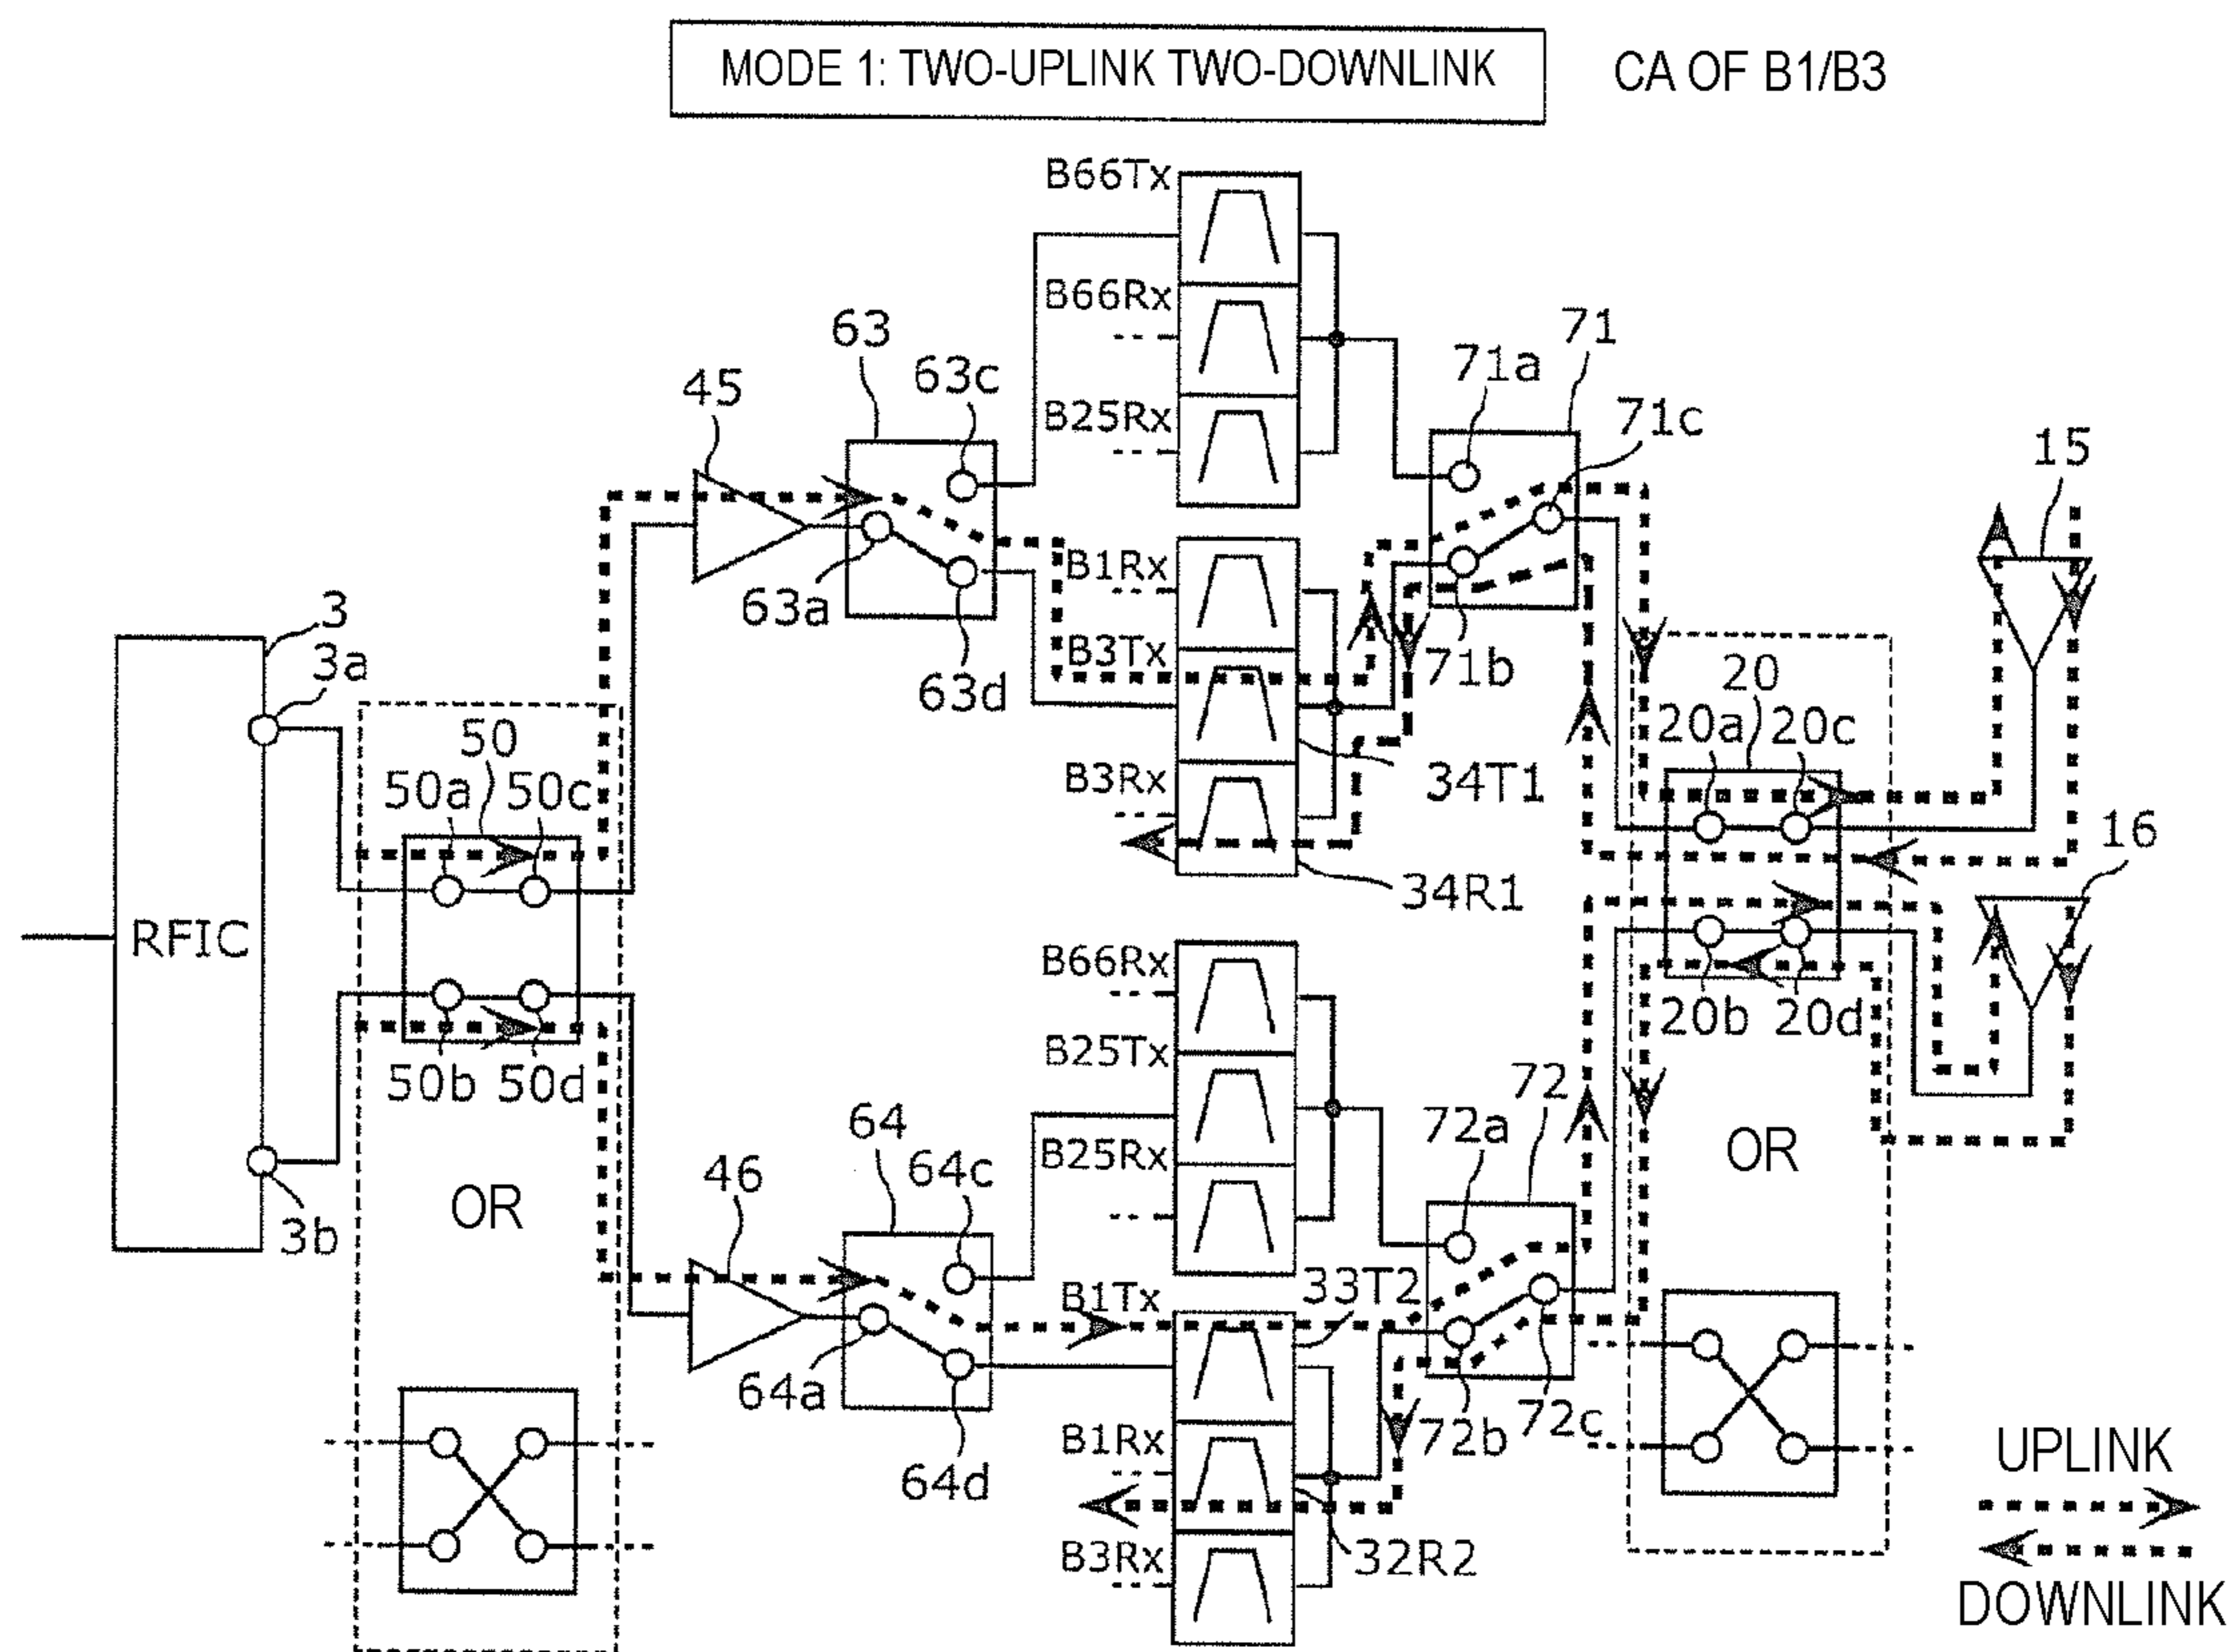 MODE 1: TWO-UPLINK TWO-DOWNLINK
CA OF B1/B3
B66Tx
B66Rx
B25Rx
63
63c
45
63a
63d
71
71a
71c
71b
15
B1Rx
B3Tx
B3Rx
34T1
34R1
3
3a
RFIC
3b
50
50a
50c
50b
50d
OR
20
20a
20c
20b
20d
16
OR
B66Rx
B25Tx
B25Rx
46
64
64c
64a
64d
72
72a
72b
72c
B1Tx
33T2
B1Rx
B3Rx
32R2
UPLINK
DOWNLINK